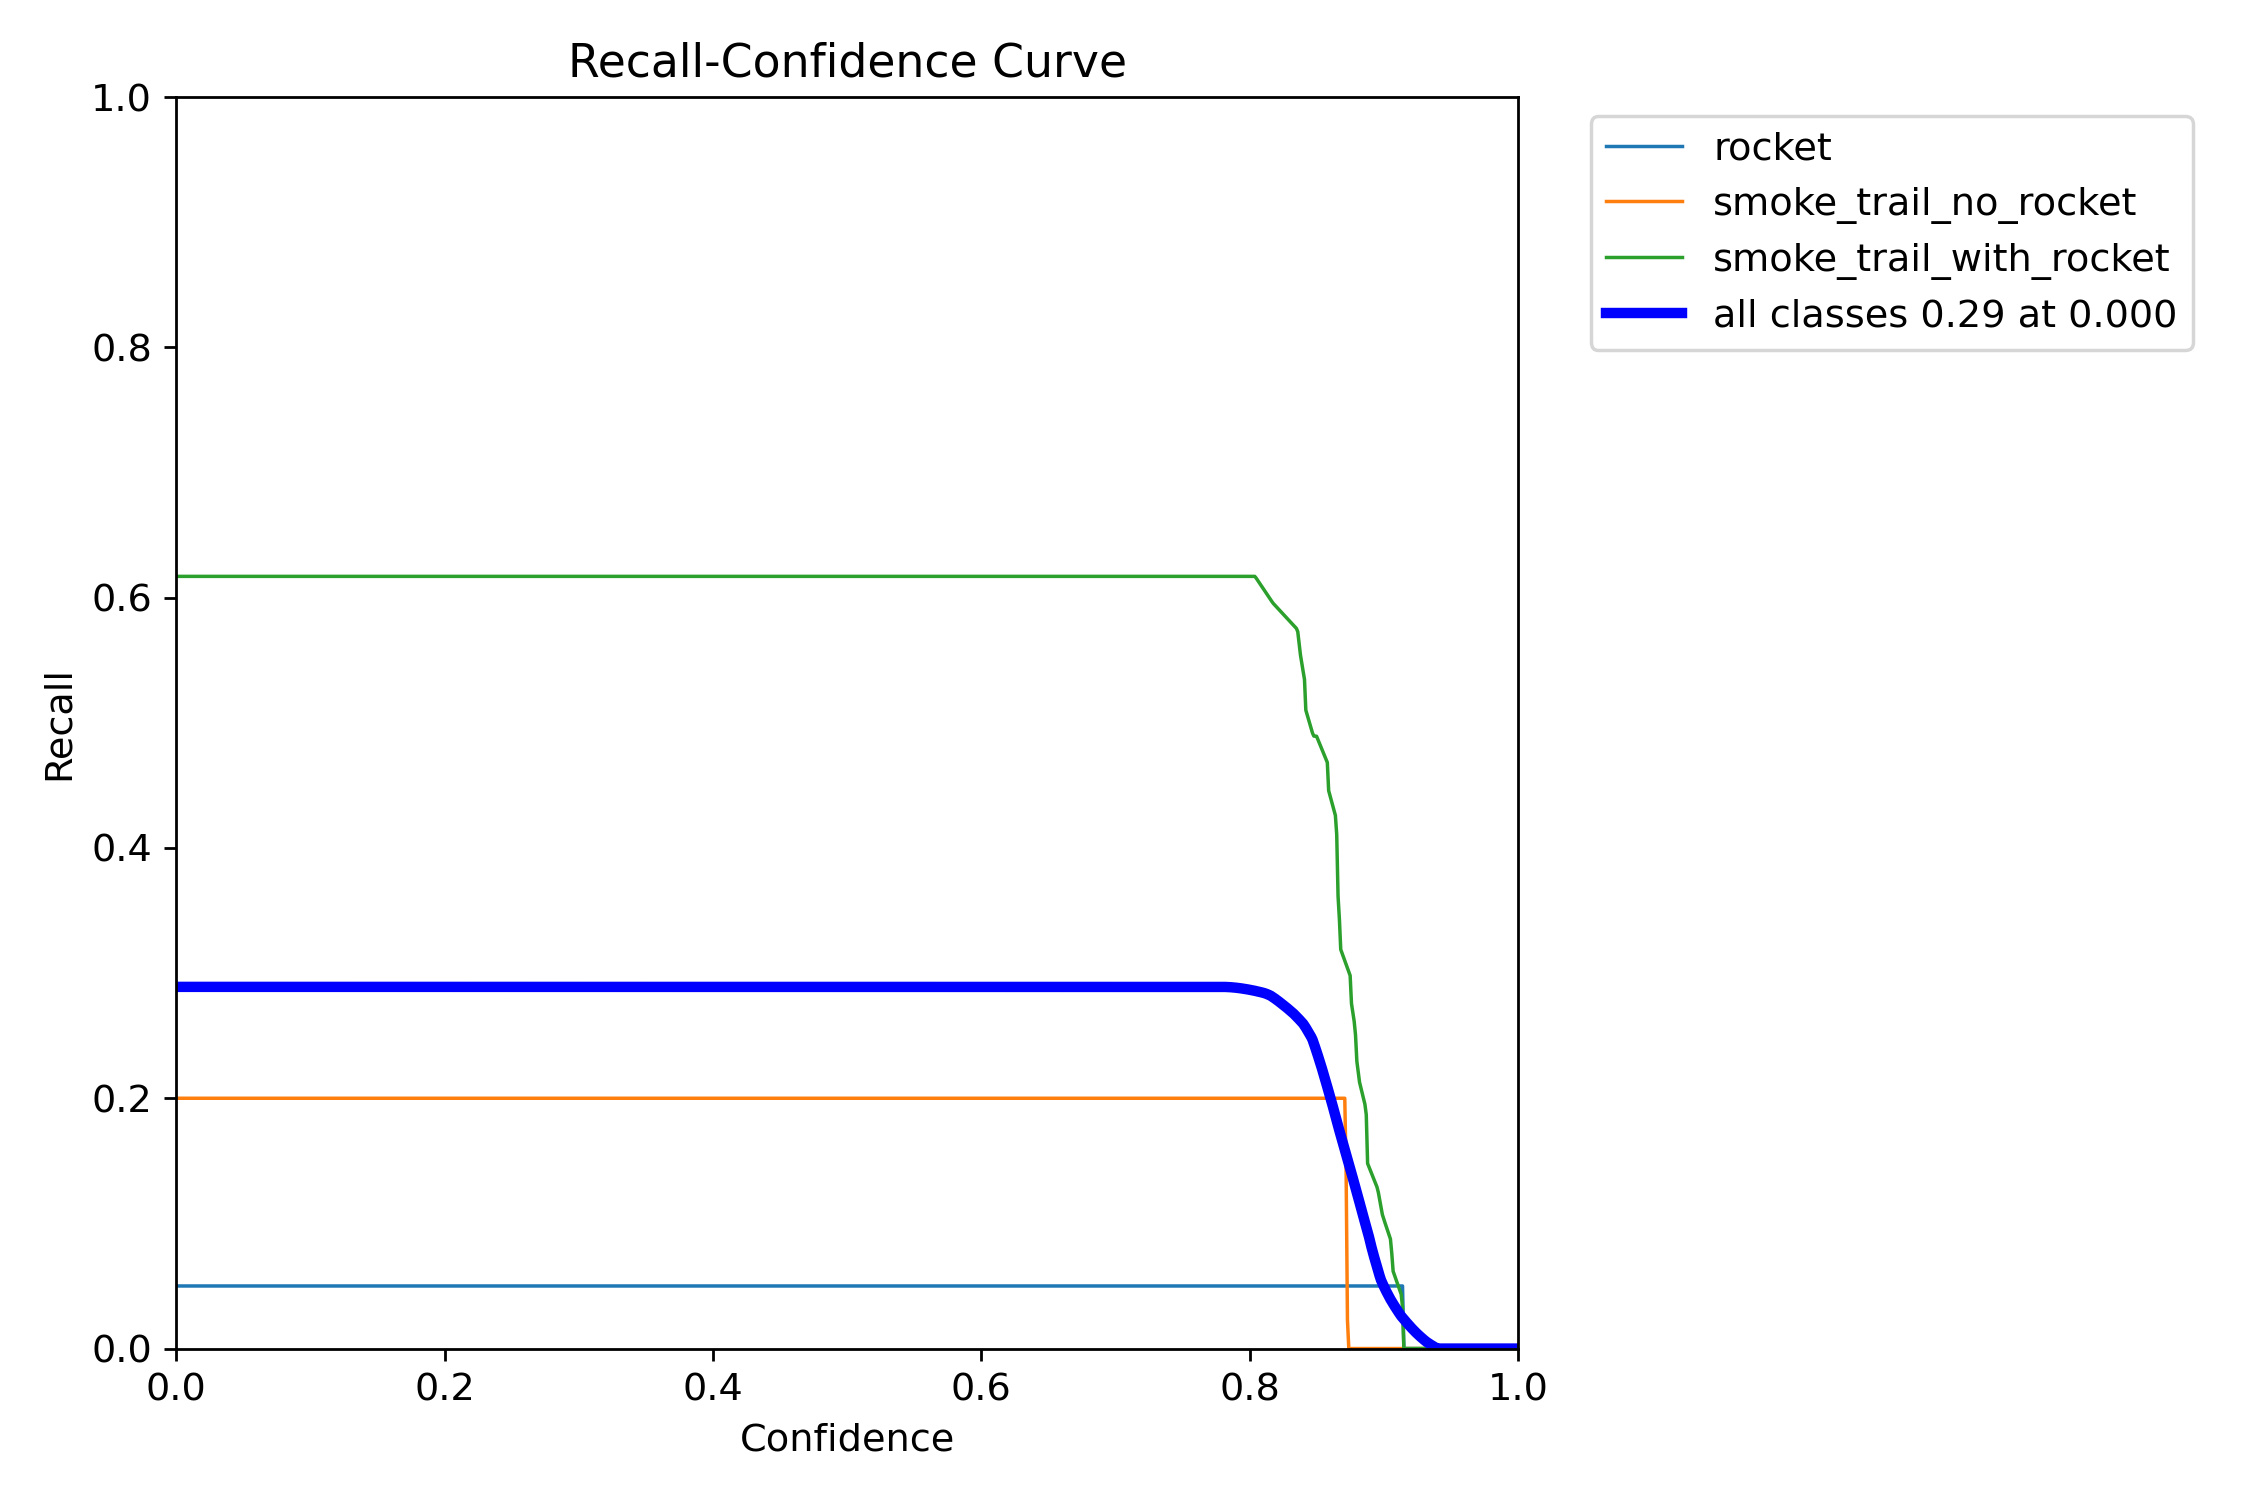 Recall-Confidence Curve
1.0
0.8
0.6
0.4
0.2
0.0
Recall
0.0 0.2 0.4 0.6 0.8 1.0
Confidence
rocket
smoke_trail_no_rocket
smoke_trail_with_rocket
all classes 0.29 at 0.000